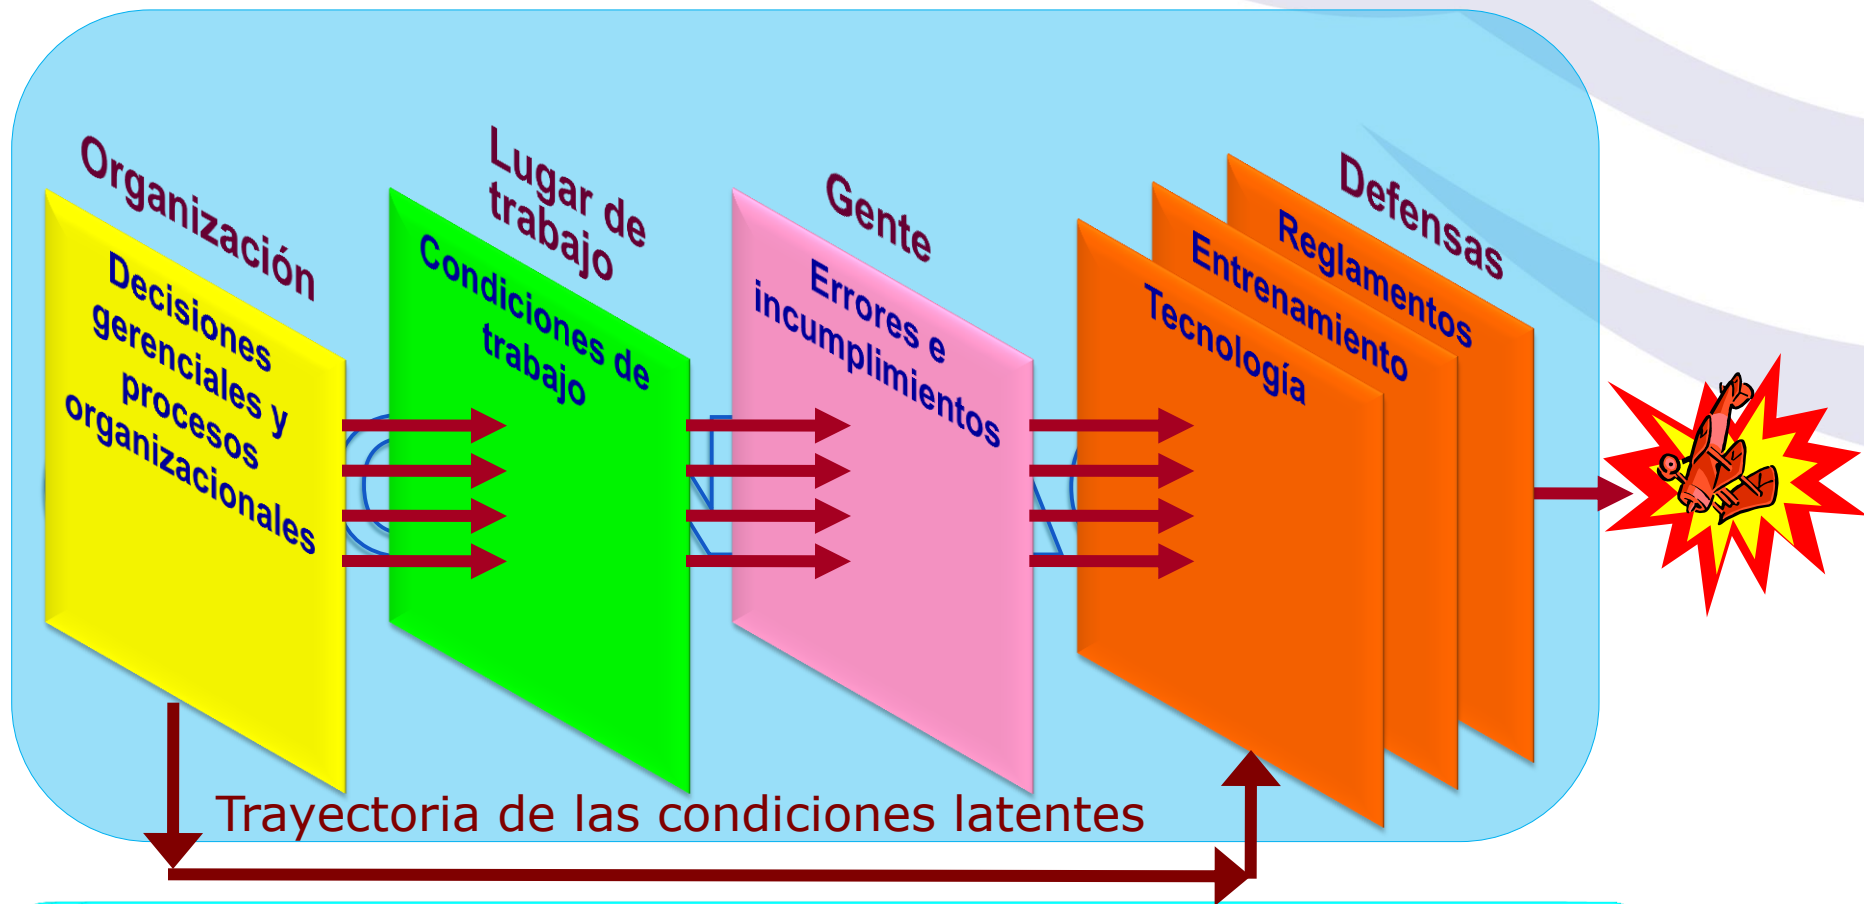 Organización
Decisiones
gerenciales y
procesos
organizacionales
Lugar de
trabajo
Condiciones de
trabajo
Gente
Errores e
incumplimientos
Defensas
Reglamentos
Entrenamiento
Tecnología
Trayectoria de las condiciones latentes